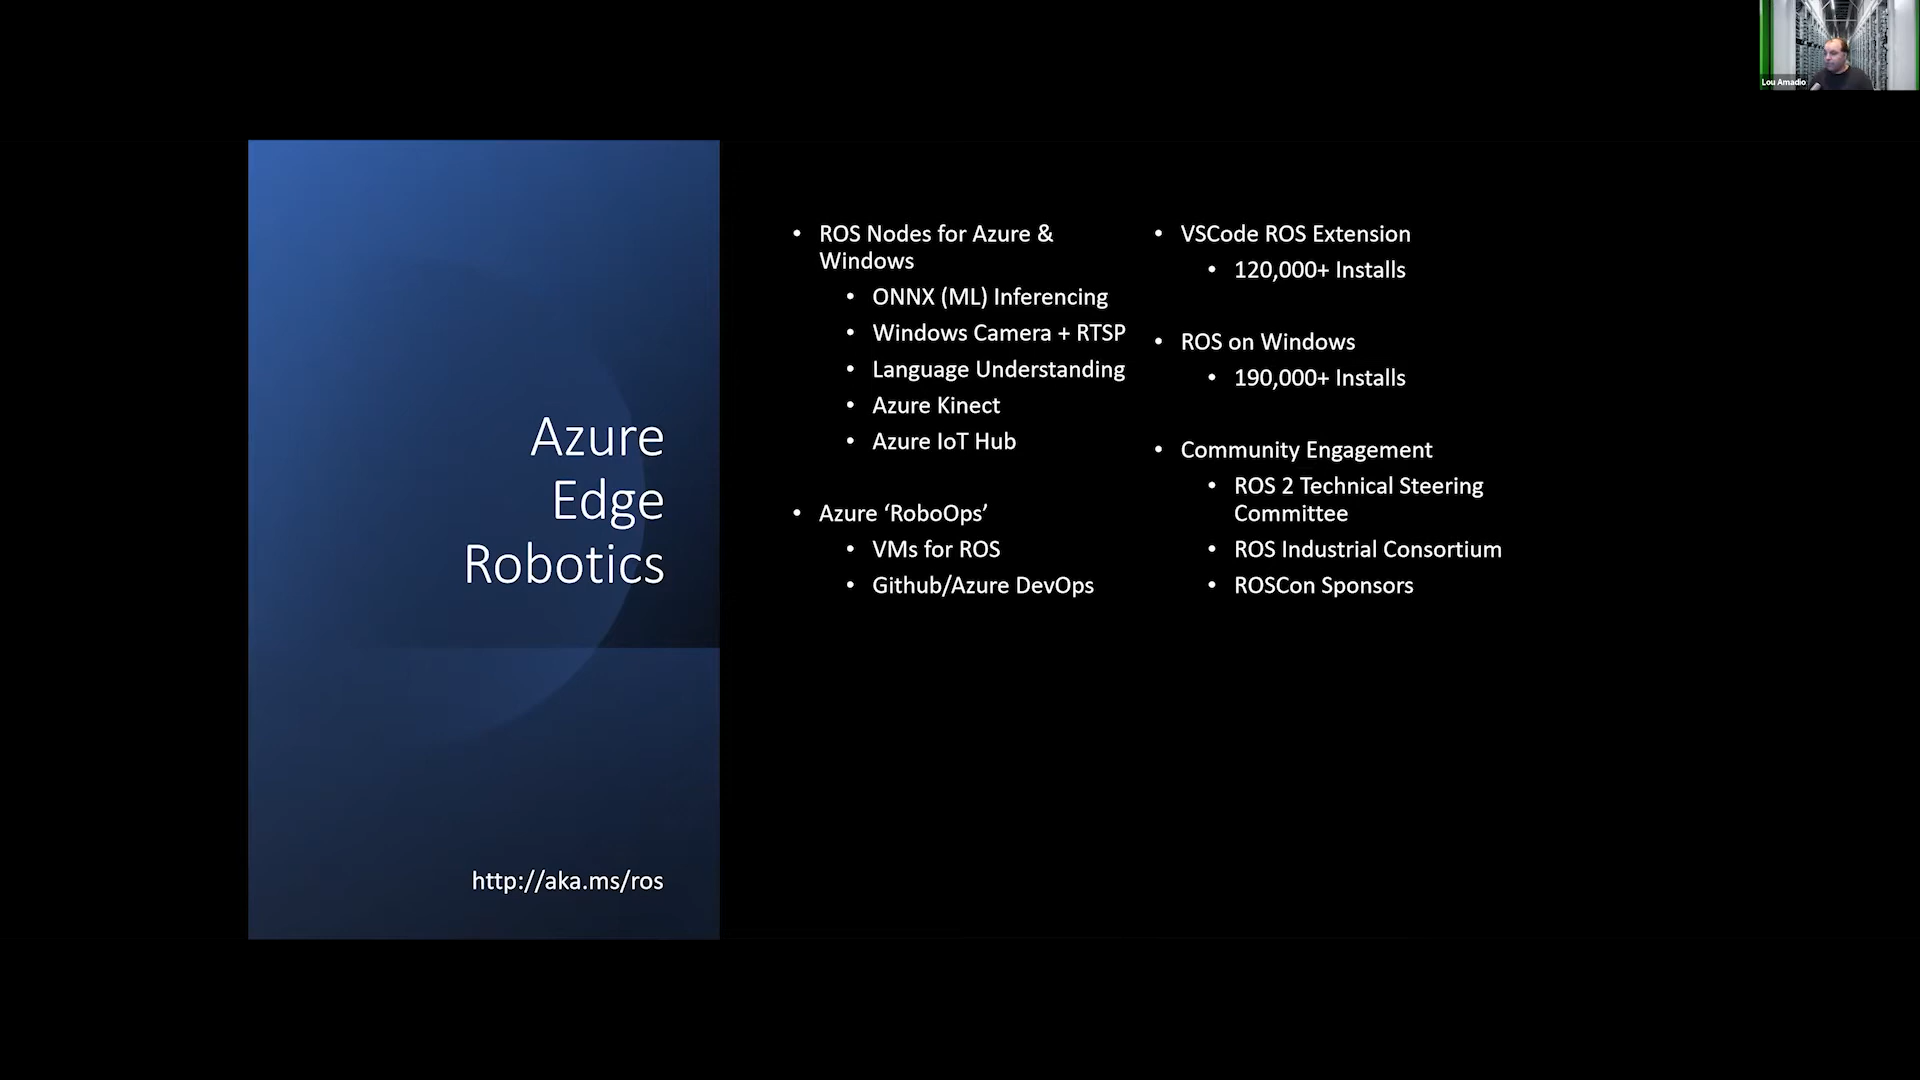 Lou Amadio
Azure
Edge
Robotics
http://aka.ms/ros
• ROS Nodes for Azure &
Windows
• ONNX (ML) Inferencing
• Windows Camera + RTSP
• Language Understanding
• Azure Kinect
• Azure IoT Hub
• Azure ‘RoboOps’
• VMs for ROS
• Github/Azure DevOps
• VSCode ROS Extension
• 120,000+ Installs
• ROS on Windows
• 190,000+ Installs
• Community Engagement
• ROS 2 Technical Steering
Committee
• ROS Industrial Consortium
• ROSCon Sponsors